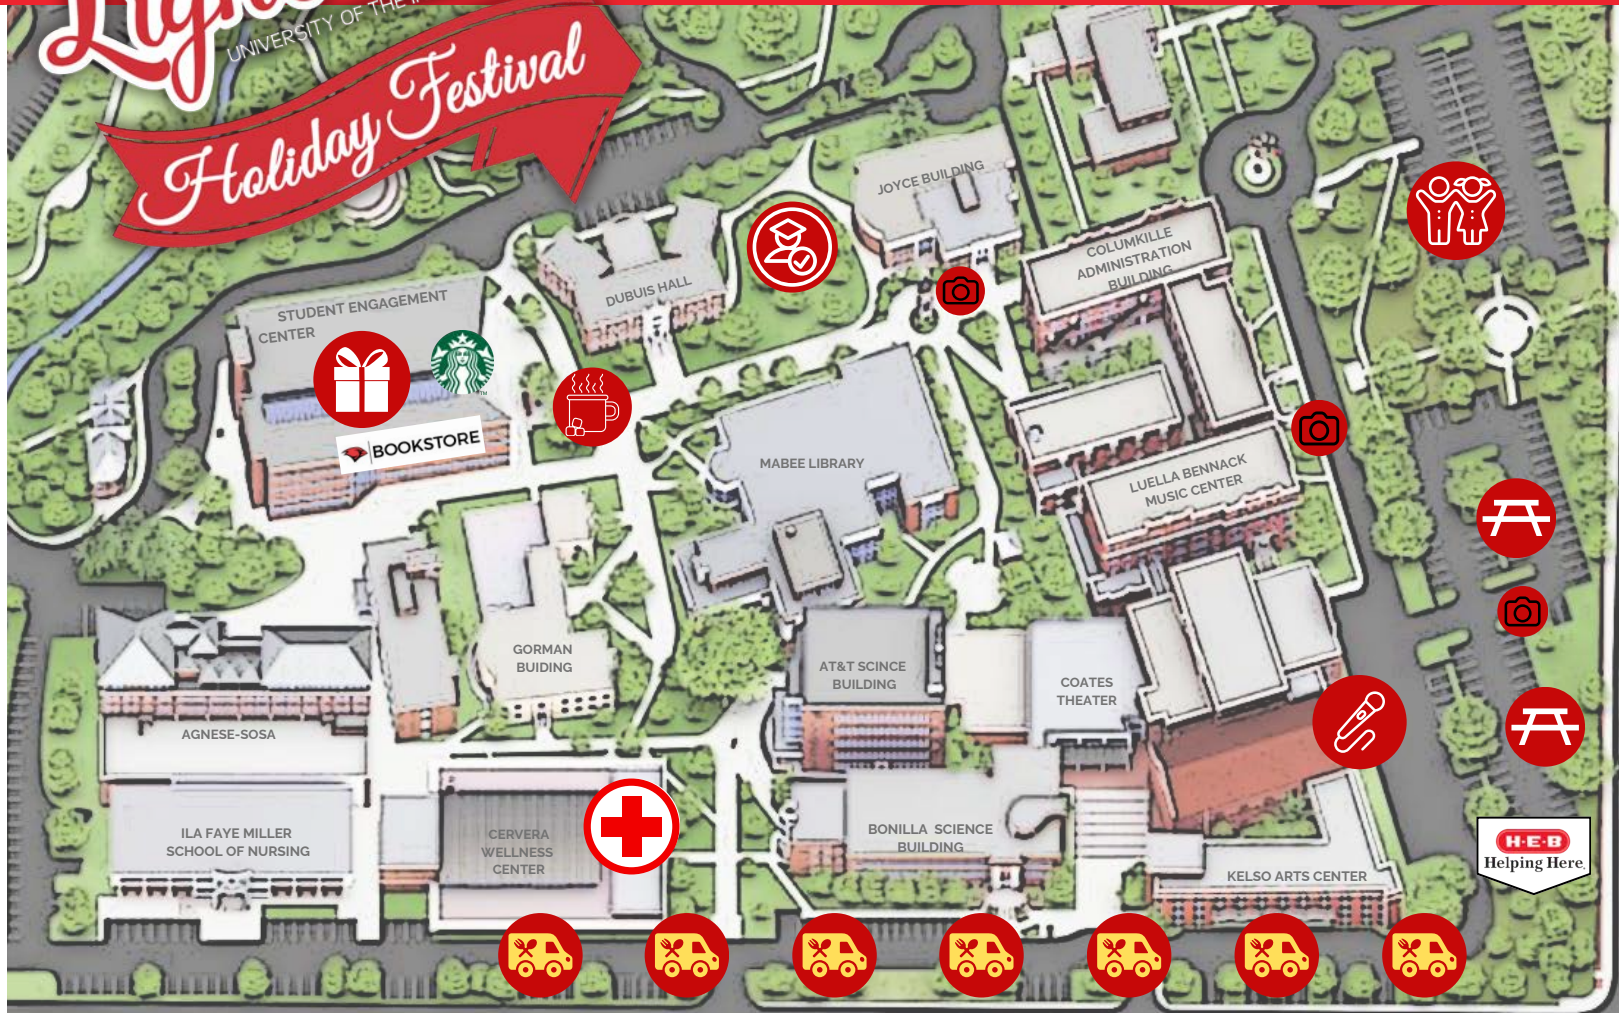 Light
UNIVERSITY OF THE
Holiday Festival
JOYCE BUILDING
COLUMKILLE
ADMINISTRATION
BUILDING
DUBUIS HALL
STUDENT ENGAGEMENT
CENTER
BOOKSTORE
MABEE LIBRARY
LUELLA BENNACK
MUSIC CENTER
GORMAN
BUIDING
AT&T SCINCE
BUILDING
COATES
THEATER
AGNESE-SOSA
ILA FAYE MILLER
SCHOOL OF NURSING
CERVERA
WELLNESS
CENTER
BONILLA SCIENCE
BUILDING
KELSO ARTS CENTER
H-E-B
Helping Here